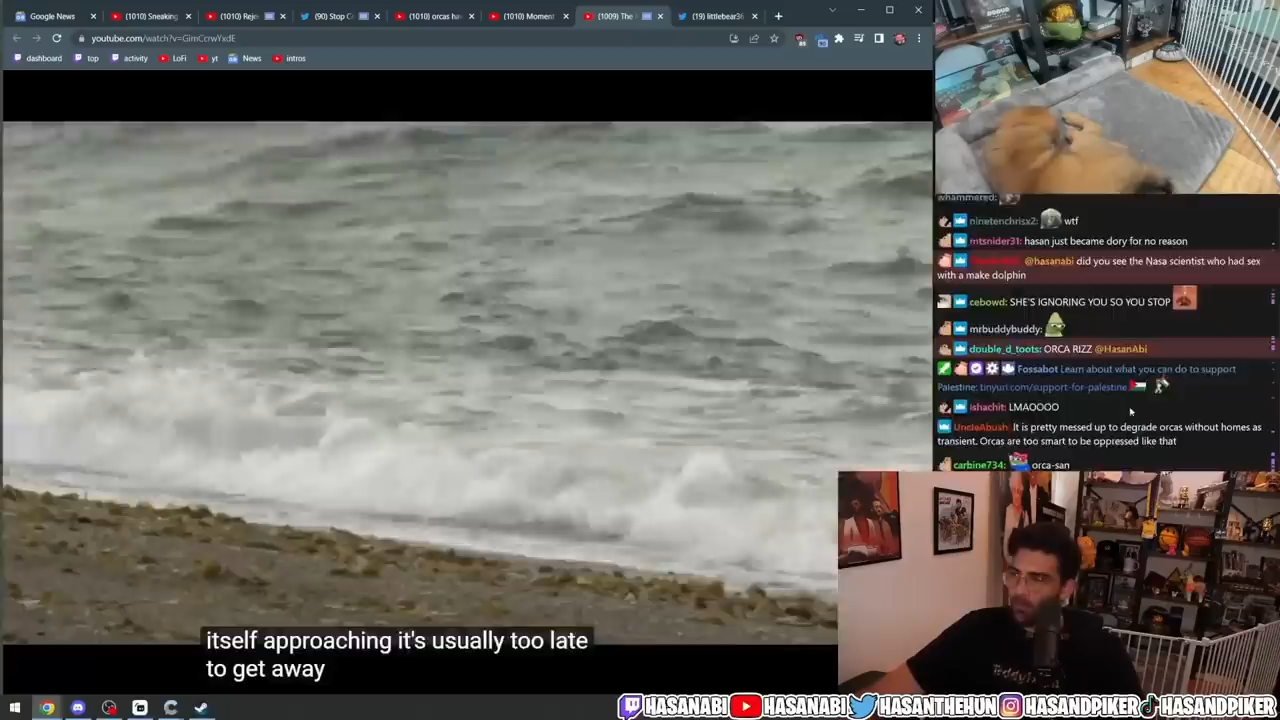 Google News
(1010) Sneaking
(1010) Reje
(90) Stop C
(1010) orcas ha
(1010) Moment
(1009) The
(19) littlebear36
youtube.com/watch?v=GimCcrwYxdE
dashboard
top
activity
LoFi
yt
News
intros
whammered:
ninetenchrisx2: wtf
mtsnider31: hasan just became dory for no reason
@hasanabi did you see the Nasa scientist who had sex
with a make dolphin
cebowd: SHE'S IGNORING YOU SO YOU STOP
mrbuddybuddy:
double_d_toots: ORCA RIZZ @HasanAbi
Fossabot Learn about what you can do to support
Palestine: tinyurl.com/support-for-palestine
ishachit: LMAOOOO
UncleAbush: It is pretty messed up to degrade orcas without homes as
transient. Orcas are too smart to be oppressed like that
carbine734: orca-san
itself approaching it's usually too late
to get away
HASANABI
HASANABI
HASANTHEHUN
HASANDPIKER
HASANDPIKER